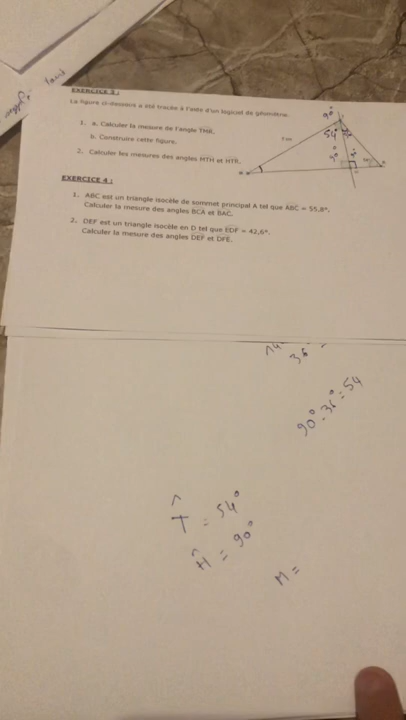 EXERCICE 3 :
La figure ci-dessous a été tracée à l'aide d'un logiciel de géométrie.
1. a. Calculer la mesure de l'angle TMR.
b. Construire cette figure.
2. Calculer les mesures des angles MTH et HTR.
90°
54°
EXERCICE 4 :
1. ABC est un triangle isocèle de sommet principal A tel que ABC = 55,8°.
Calculer la mesure des angles BCA et BAC.
2. DEF est un triangle isocèle en D tel que EDF = 42,6°.
Calculer la mesure des angles DEF et DFE.
36
90°-36°=54
T̂ = 54°
Ĥ = 90°
M =